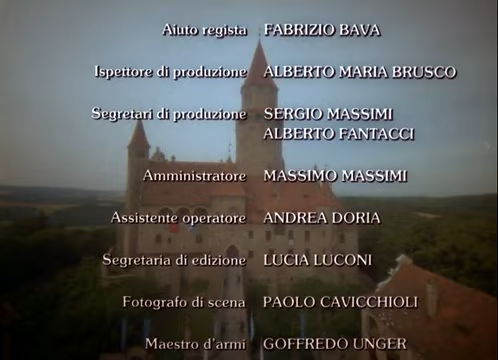 Aiuto regista FABRIZIO BAVA
Ispettore di produzione ALBERTO MARIA BRUSCO
Segretari di produzione SERGIO MASSIMI
ALBERTO FANTACCI
Amministratore MASSIMO MASSIMI
Assistente operatore ANDREA DORIA
Segretaria di edizione LUCIA LUCONI
Fotografo di scena PAOLO CAVICCHIOLI
Maestro d'armi GOFFREDO UNGER